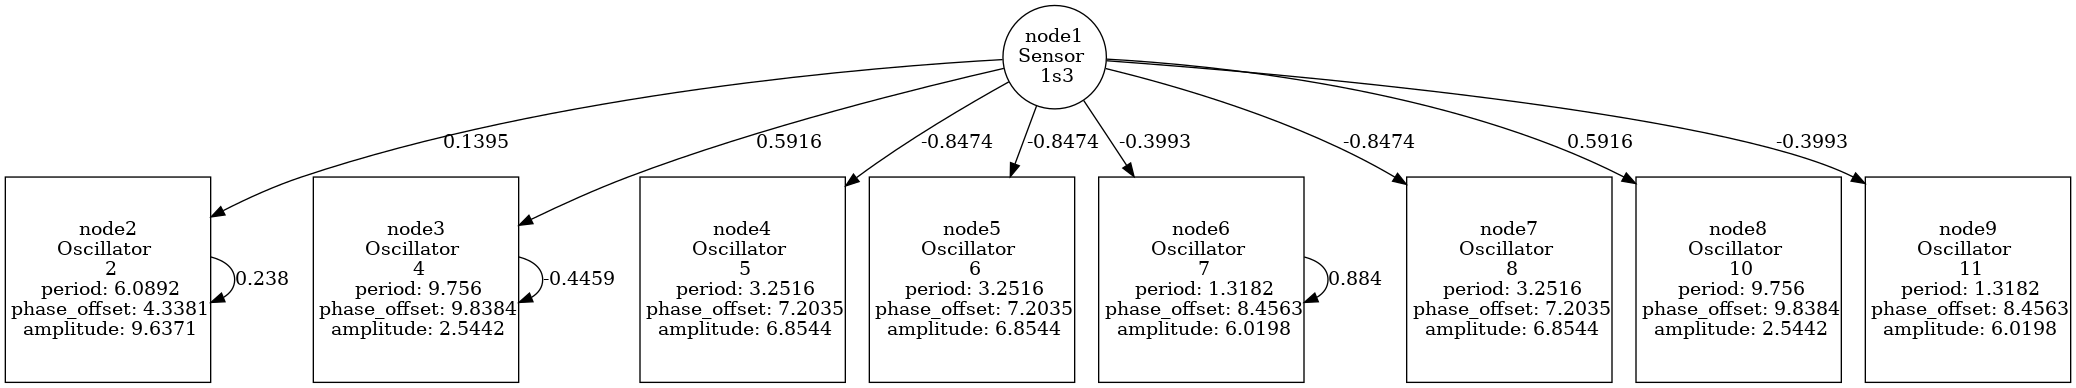 node1
Sensor
1s3
0.1395
0.5916
-0.8474
-0.8474
-0.3993
-0.8474
0.5916
-0.3993
node2
Oscillator
2
period: 6.0892
phase_offset: 4.3381
amplitude: 9.6371
0.238
node3
Oscillator
4
period: 9.756
phase_offset: 9.8384
amplitude: 2.5442
-0.4459
node4
Oscillator
5
period: 3.2516
phase_offset: 7.2035
amplitude: 6.8544
node5
Oscillator
6
period: 3.2516
phase_offset: 7.2035
amplitude: 6.8544
node6
Oscillator
7
period: 1.3182
phase_offset: 8.4563
amplitude: 6.0198
0.884
node7
Oscillator
8
period: 3.2516
phase_offset: 7.2035
amplitude: 6.8544
node8
Oscillator
10
period: 9.756
phase_offset: 9.8384
amplitude: 2.5442
node9
Oscillator
11
period: 1.3182
phase_offset: 8.4563
amplitude: 6.0198